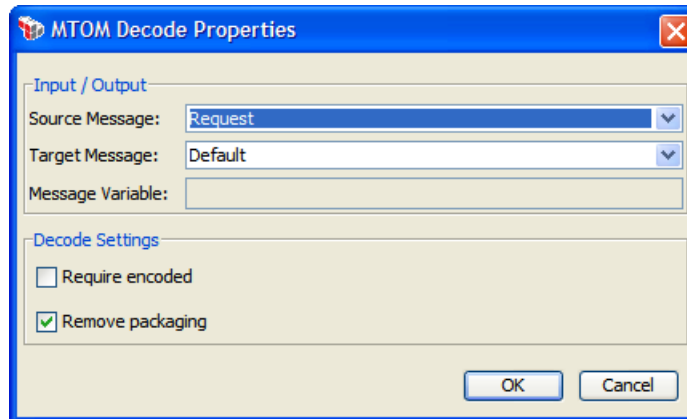 MTOM Decode Properties
Input / Output
Source Message: Request
Target Message: Default
Message Variable:
Decode Settings
Require encoded
Remove packaging
OK Cancel